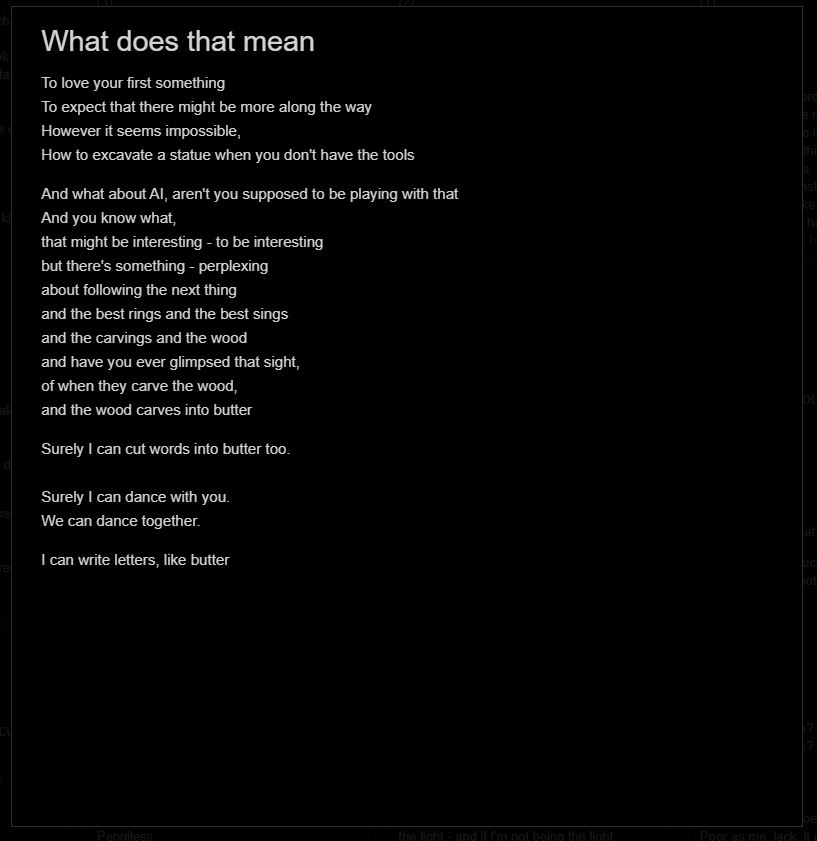 What does that mean
To love your first something
To expect that there might be more along the way
However it seems impossible,
How to excavate a statue when you don't have the tools
And what about AI, aren't you supposed to be playing with that
And you know what,
that might be interesting - to be interesting
but there's something - perplexing
about following the next thing
and the best rings and the best sings
and the carvings and the wood
and have you ever glimpsed that sight,
of when they carve the wood,
and the wood carves into butter
Surely I can cut words into butter too.
Surely I can dance with you.
We can dance together.
I can write letters, like butter
Penniless
the light - and if I'm not being the light
Poor as me, lack, it